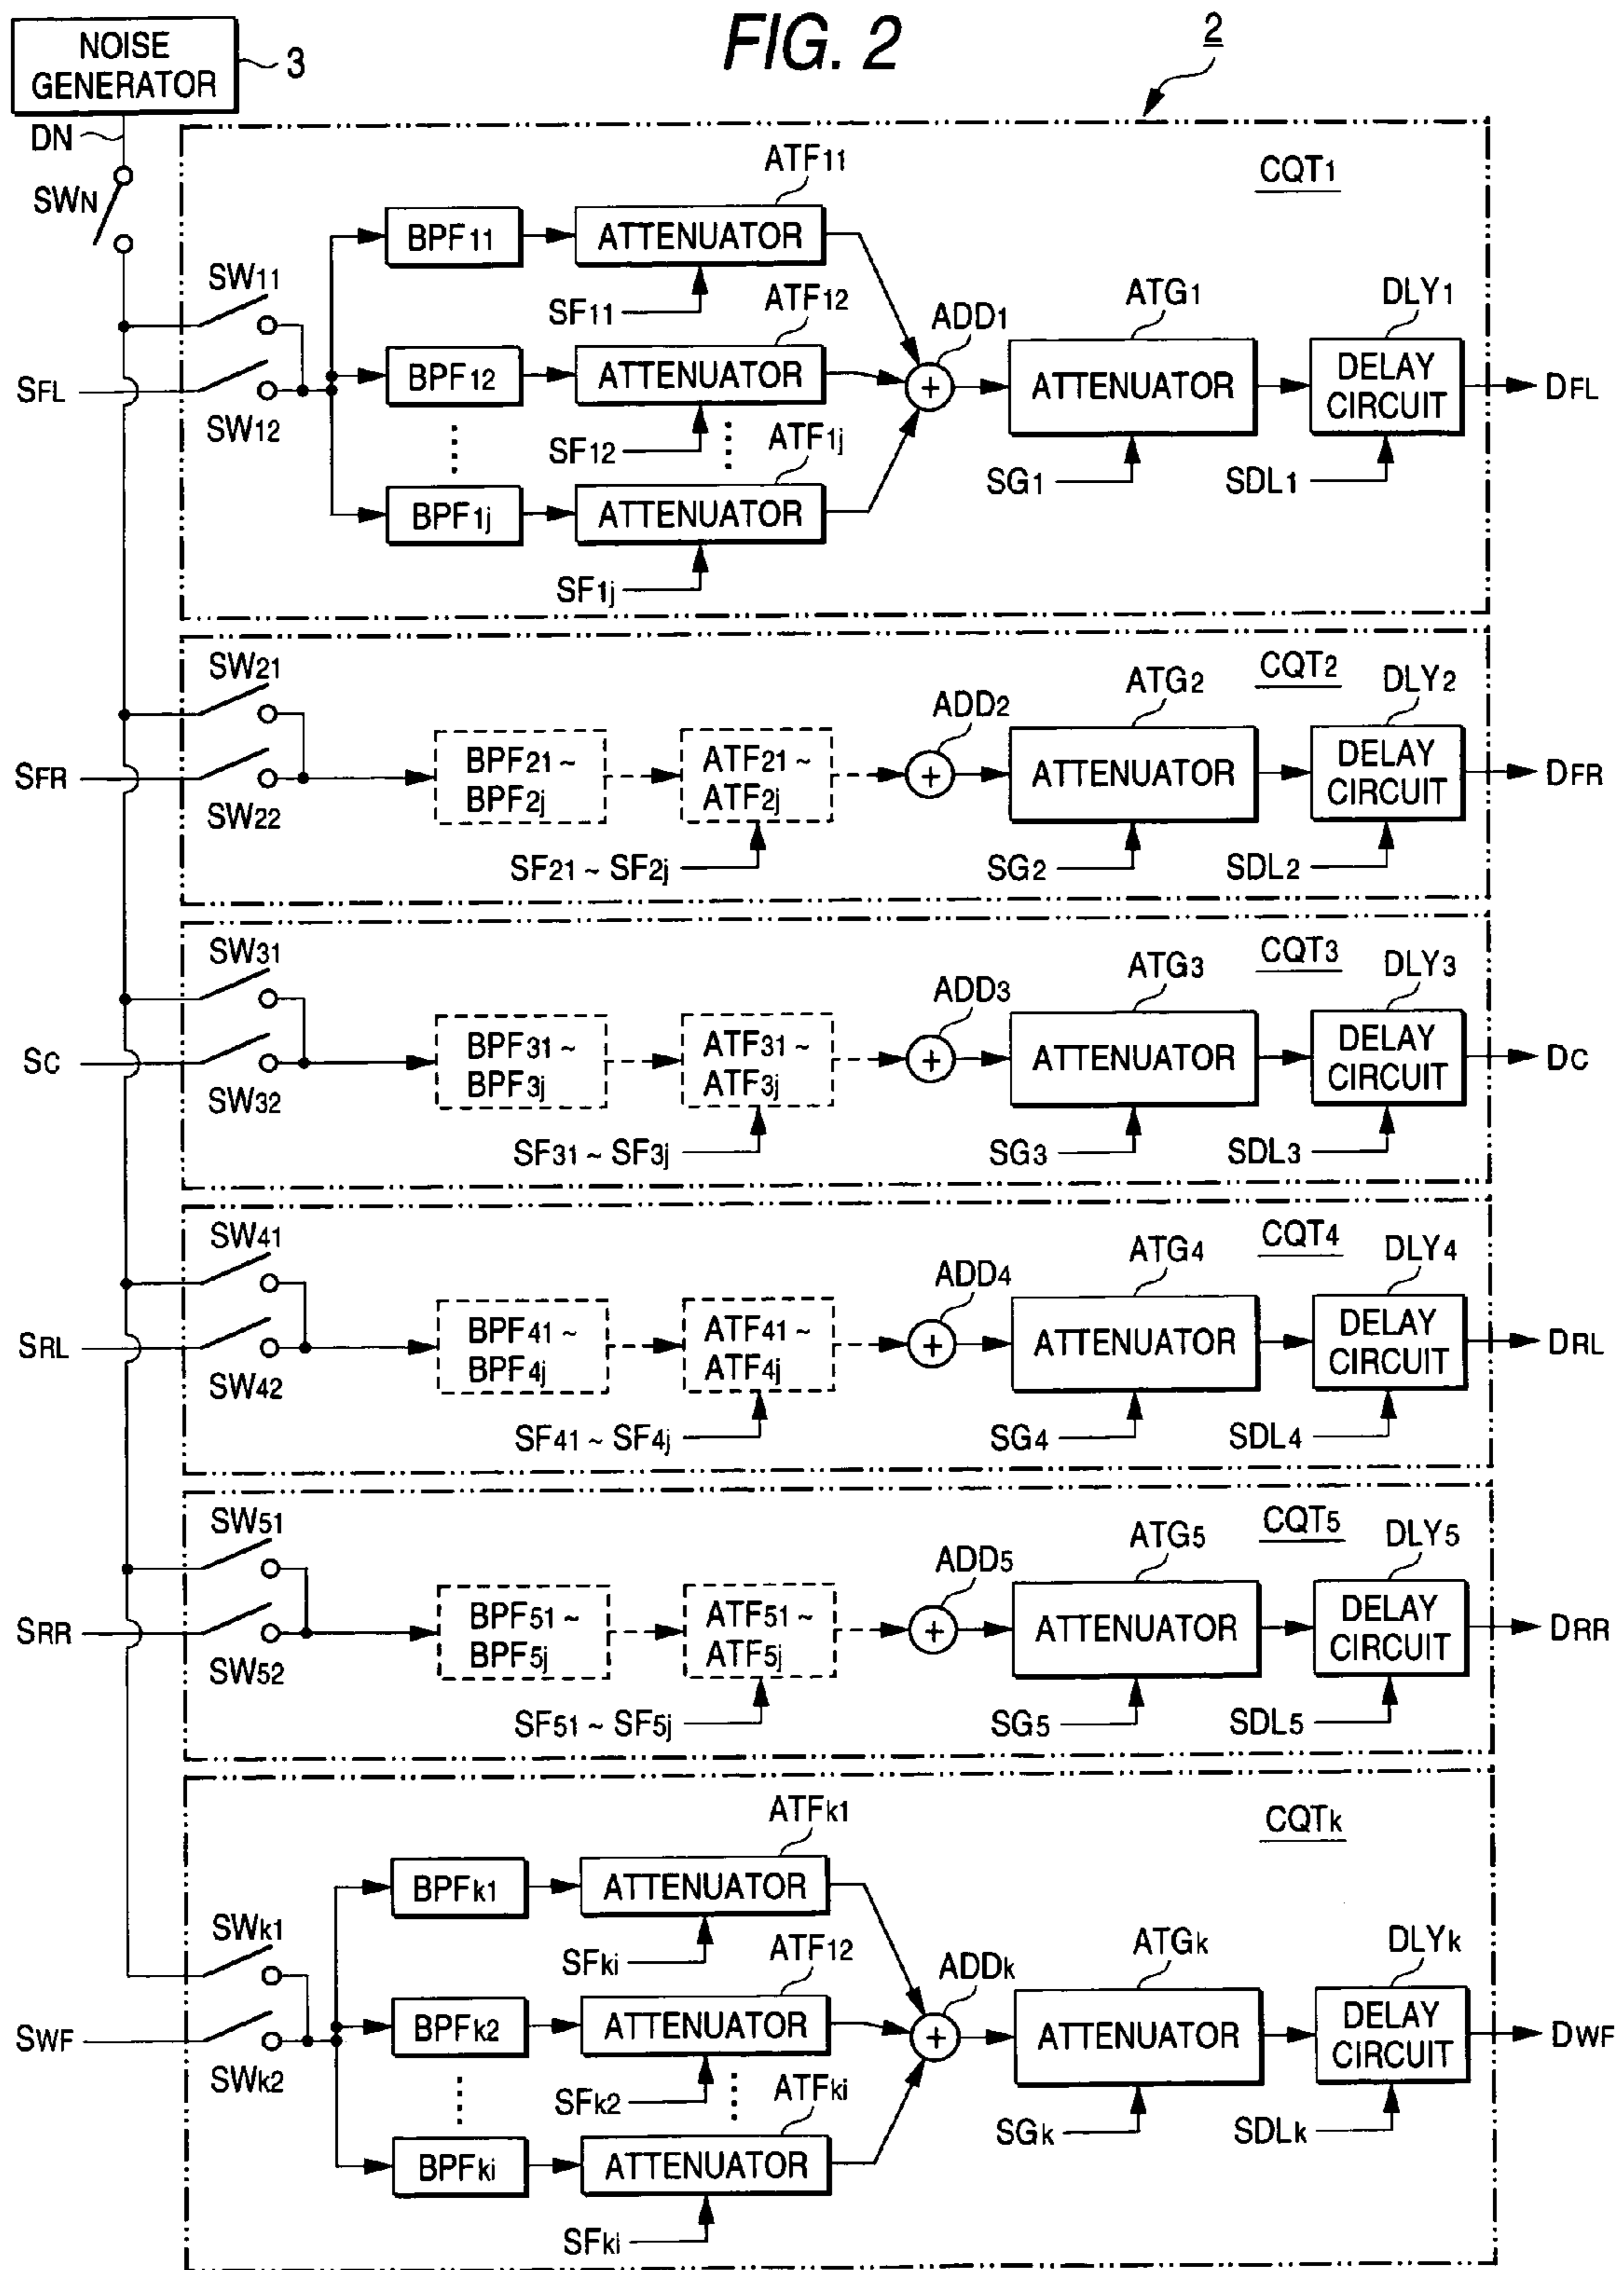 FIG. 2
2
NOISE
GENERATOR
3
DN
SWN
CQT1
ATF11
BPF11
ATTENUATOR
SW11
SF11
ATF12
ADD1
ATG1
DLY1
SFL
SW12
BPF12
ATTENUATOR
+
ATTENUATOR
DELAY
CIRCUIT
DFL
SF12
ATF1j
SG1
SDL1
BPF1j
ATTENUATOR
SF1j
SW21
CQT2
ATG2
DLY2
ADD2
SFR
SW22
BPF21 ~
BPF2j
ATF21 ~
ATF2j
+
ATTENUATOR
DELAY
CIRCUIT
DFR
SF21 ~ SF2j
SG2
SDL2
SW31
CQT3
ATG3
DLY3
ADD3
SC
SW32
BPF31 ~
BPF3j
ATF31 ~
ATF3j
+
ATTENUATOR
DELAY
CIRCUIT
DC
SF31 ~ SF3j
SG3
SDL3
SW41
CQT4
ATG4
DLY4
ADD4
SRL
SW42
BPF41 ~
BPF4j
ATF41 ~
ATF4j
+
ATTENUATOR
DELAY
CIRCUIT
DRL
SF41 ~ SF4j
SG4
SDL4
SW51
CQT5
ATG5
DLY5
ADD5
SRR
SW52
BPF51 ~
BPF5j
ATF51 ~
ATF5j
+
ATTENUATOR
DELAY
CIRCUIT
DRR
SF51 ~ SF5j
SG5
SDL5
CQTk
ATFk1
BPFk1
ATTENUATOR
SWk1
SFki
ATF12
ADDk
ATGk
DLYk
SWF
SWk2
BPFk2
ATTENUATOR
+
ATTENUATOR
DELAY
CIRCUIT
DWF
SFk2
ATFki
SGk
SDLk
BPFki
ATTENUATOR
SFki